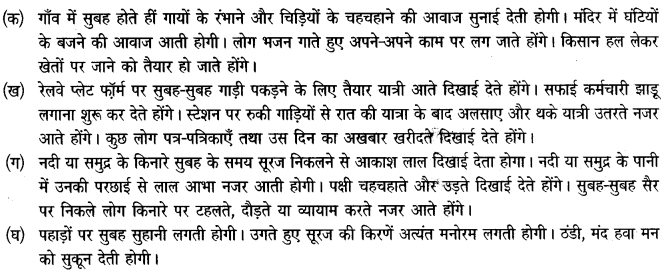 (क) गाँव में सुबह होते हीं गायों के रंभाने और चिड़ियों के चहचहाने की आवाज सुनाई देती होगी। मंदिर में घंटियों
के बजने की आवाज आती होगी। लोग भजन गाते हुए अपने-अपने काम पर लग जाते होंगे। किसान हल लेकर
खेतों पर जाने को तैयार हो जाते होंगे।
(ख) रेलवे प्लेट फॉर्म पर सुबह-सुबह गाड़ी पकड़ने के लिए तैयार यात्री आते दिखाई देते होंगे। सफाई कर्मचारी झाडू
लगाना शुरू कर देते होंगे। स्टेशन पर रुकी गाड़ियों से रात की यात्रा के बाद अलसाए और थके यात्री उतरते नजर
आते होंगे। कुछ लोग पत्र-पत्रिकाएँ तथा उस दिन का अखबार खरीदते दिखाई देते होंगे।
(ग) नदी या समुद्र के किनारे सुबह के समय सूरज निकलने से आकाश लाल दिखाई देता होगा। नदी या समुद्र के पानी
में उनकी परछाई से लाल आभा नजर आती होगी। पक्षी चहचहाते और उड़ते दिखाई देते होंगे। सुबह-सुबह सैर
पर निकले लोग किनारे पर टहलते, दौड़ते या व्यायाम करते नजर आते होंगे।
(घ) पहाड़ों पर सुबह सुहानी लगती होगी। उगते हुए सूरज की किरणें अत्यंत मनोरम लगती होगी। ठंडी, मंद हवा मन
को सुकून देती होगी।